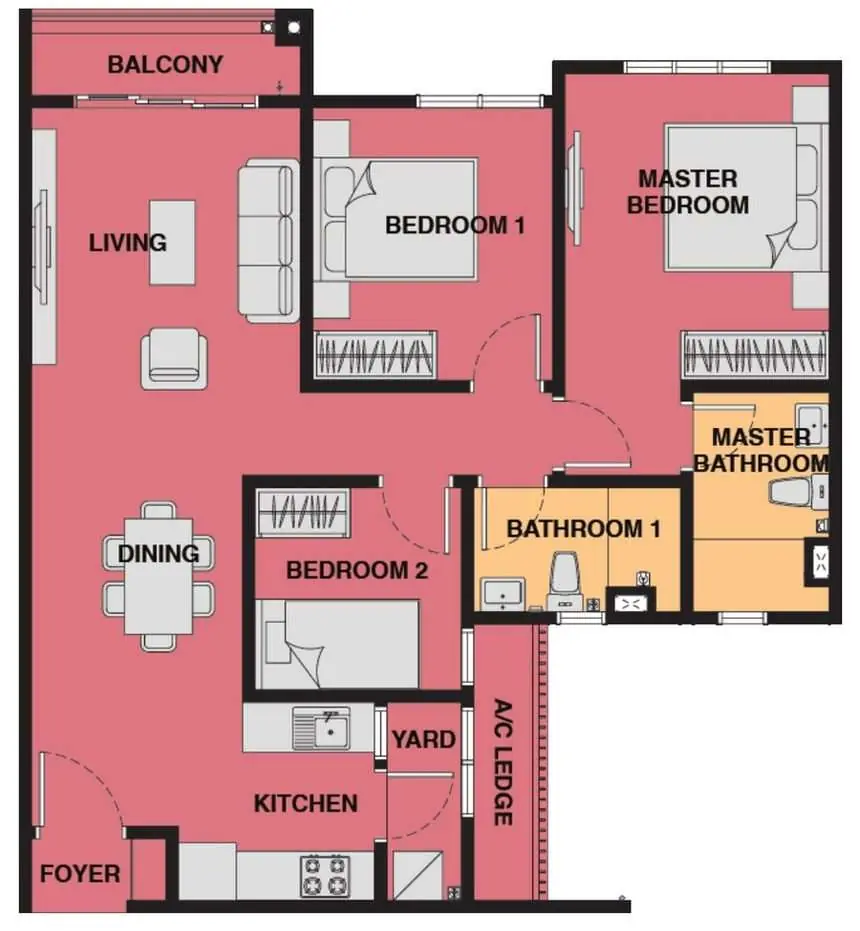 BALCONY
MASTER
BEDROOM
BEDROOM 1
LIVING
MASTER
BATHROOM
BATHROOM 1
DINING
BEDROOM 2
A/C LEDGE
YARD
KITCHEN
FOYER